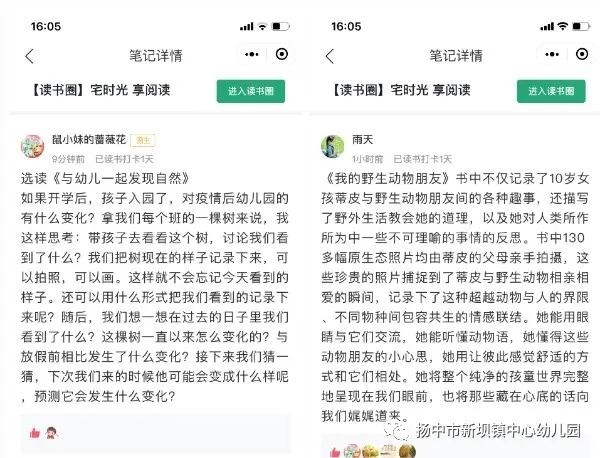 16:05
笔记详情
【读书圈】宅时光 享阅读
进入读书圈
鼠小妹的蔷薇花
圈主
9分钟前 已读书打卡1天
选读《与幼儿一起发现自然》
如果开学后，孩子入园了，对疫情后幼儿园的
有什么变化？拿我们每个班的一棵树来说，我
这样思考：带孩子去看看这个树，讨论我们看
到了什么？我们把树现在的样子记录下来，可
以拍照，可以画。这样就不会忘记今天看到的
样子。还可以用什么形式把我们看到的记录下
来呢？随后，我们想一想在过去的日子里我们
看到了什么？这棵树一直以来怎么变化的？与
放假前相比发生了什么变化？接下来我们猜一
猜，下次我们来的时候他可能会变成什么样呢
，预测它会发生什么变化？
16:05
笔记详情
【读书圈】宅时光 享阅读
进入读书圈
雨天
1小时前 已读书打卡1天
《我的野生动物朋友》书中不仅记录了10岁女
孩蒂皮与野生动物朋友间的各种趣事，还描写
了野外生活教会她的道理，以及她对人类所作
所为中一些不可理喻的事情的反思。书中130
多幅原生态照片均由蒂皮的父母亲手拍摄，这
些珍贵的照片捕捉到了蒂皮与野生动物相亲相
爱的瞬间，记录下了这种超越动物与人的界限
、不同物种间包容共生的情感联结。她能用眼
睛与它们交流，她能听懂动物语，她懂得这些
动物朋友的小心思，她用让彼此感觉舒适的方
式和它们相处。她将整个纯净的孩童世界完整
地呈现在我们眼前，也将那些藏在心底的话向
我们娓娓道来。
扬中市新坝镇中心幼儿园